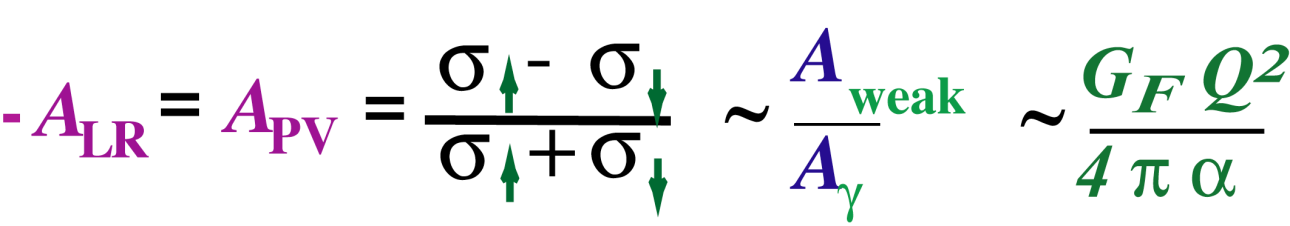 - A_LR = A_PV = (σ↑ - σ↓) / (σ↑ + σ↓) ~ A_weak / A_γ ~ G_F Q² / 4 π α